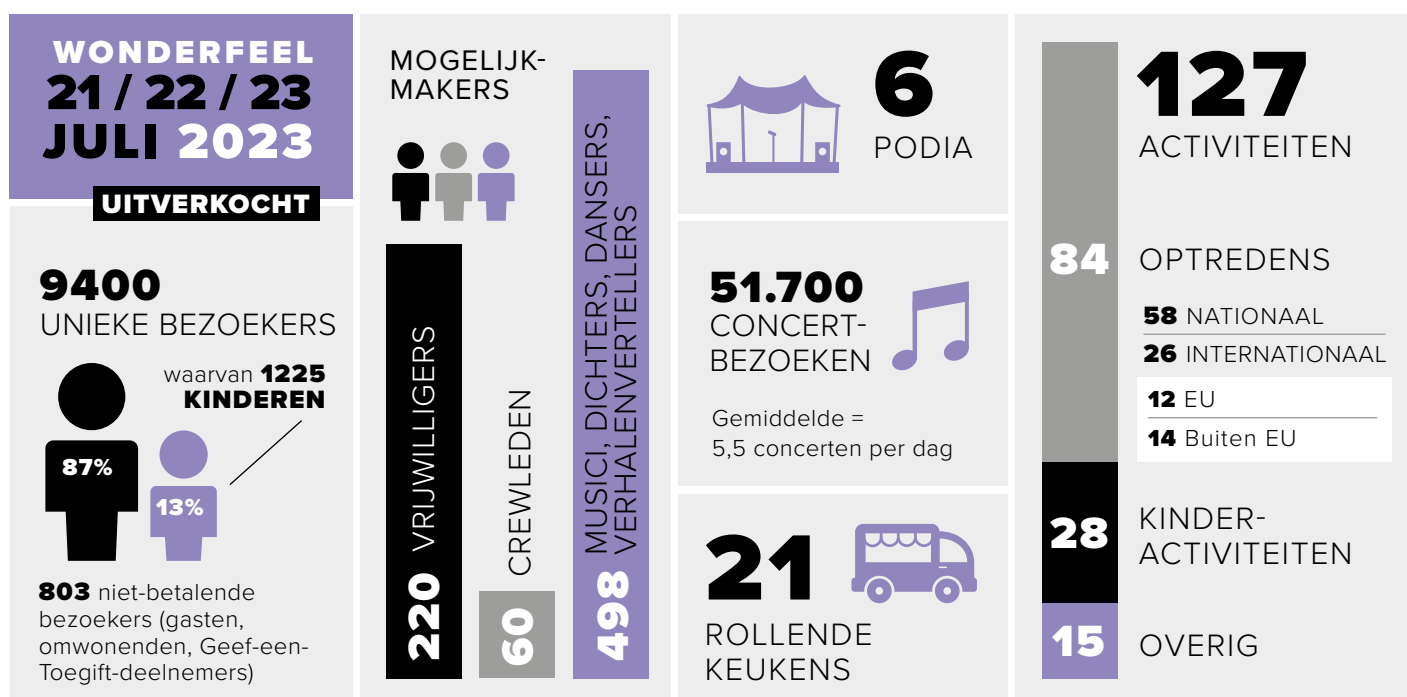 WONDERFEEL
21 / 22 / 23
JULI 2023
UITVERKOCHT
9400
UNIEKE BEZOEKERS
waarvan 1225
KINDEREN
87%
13%
803 niet-betalende
bezoekers (gasten,
omwonenden, Geef-een-
Toegift-deelnemers)
MOGELIJK-
MAKERS
220 VRIJWILLIGERS
60 CREWLEDEN
498 MUSICI, DICHTERS, DANSERS,
VERHALENVERTELLERS
6
PODIA
51.700
CONCERT-
BEZOEKEN
Gemiddelde =
5,5 concerten per dag
21
ROLLENDE
KEUKENS
127
ACTIVITEITEN
84 OPTREDENS
58 NATIONAAL
26 INTERNATIONAAL
12 EU
14 Buiten EU
28 KINDER-
ACTIVITEITEN
15 OVERIG